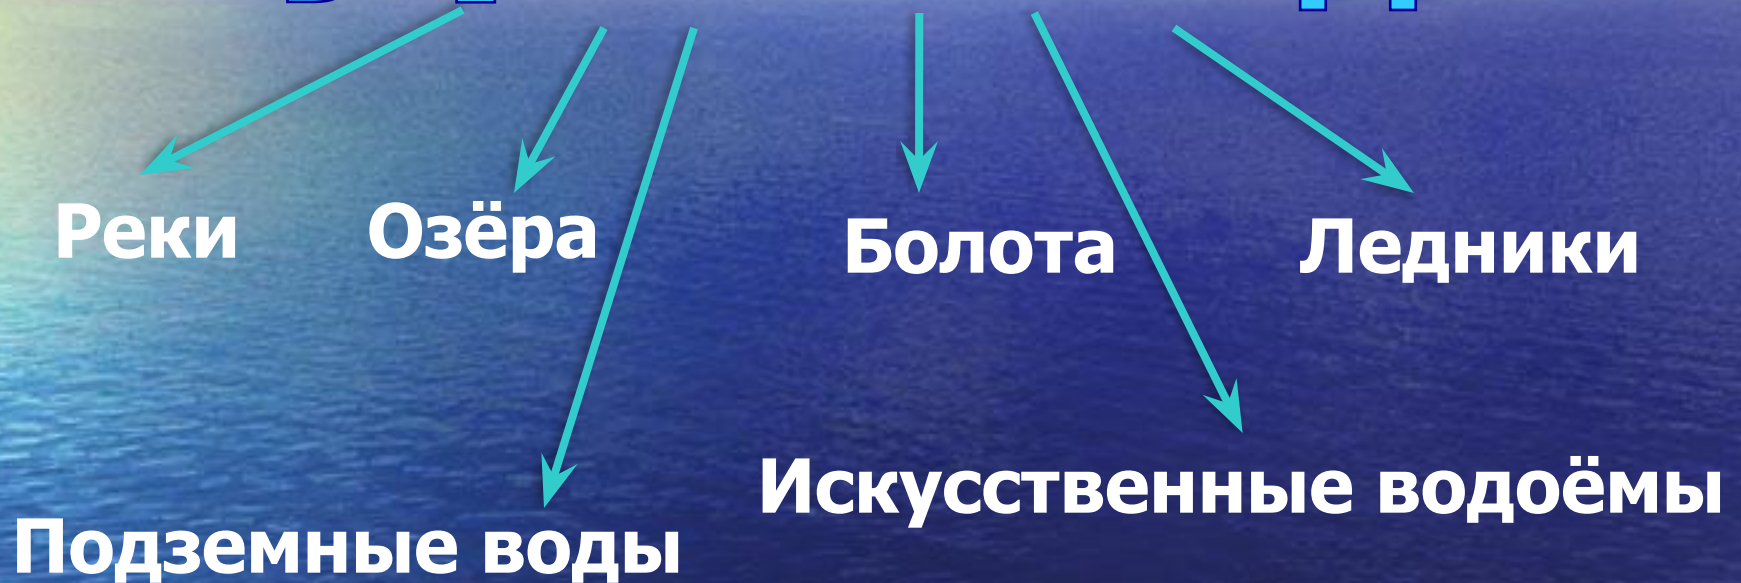 Реки
Озёра
Болота
Ледники
Искусственные водоёмы
Подземные воды